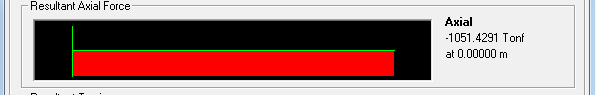 Resultant Axial Force
Axial
-1051.4291 Tonf
at 0.00000 m